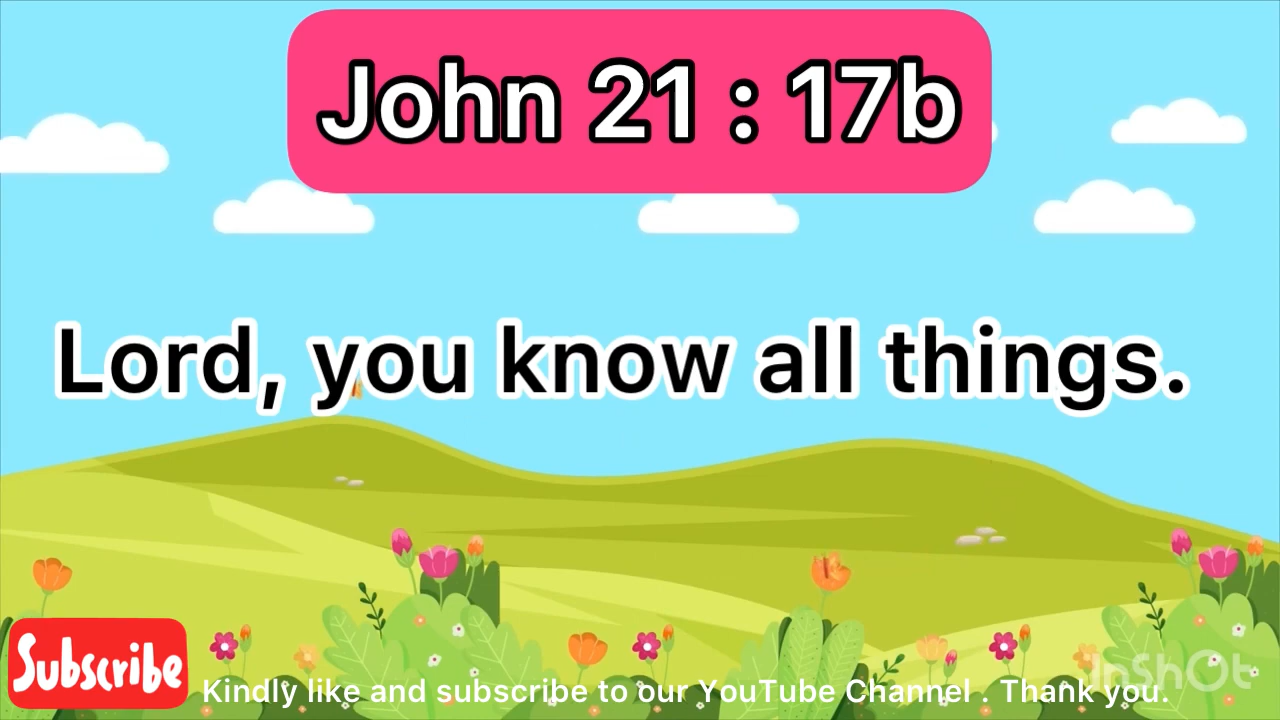 John 21 : 17b
Lord, you know all things.
Subscribe
Kindly like and subscribe to our YouTube Channel . Thank you.
InShOt